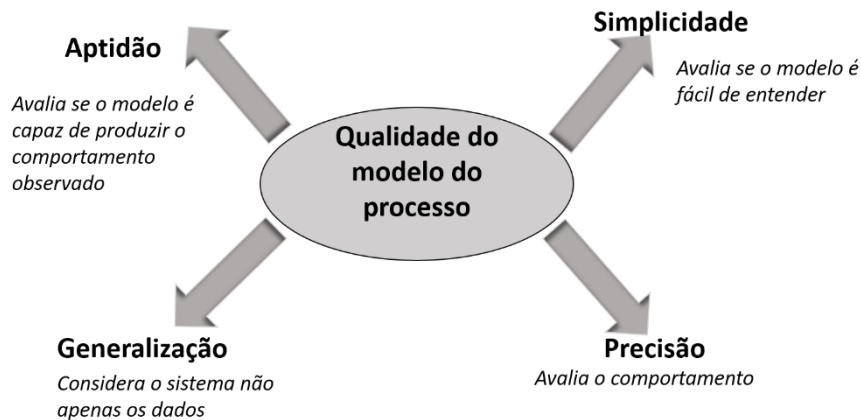 Aptidão
Avalia se o modelo é
capaz de produzir o
comportamento
observado
Simplicidade
Avalia se o modelo é
fácil de entender
Qualidade do
modelo do
processo
Generalização
Considera o sistema não
apenas os dados
Precisão
Avalia o comportamento